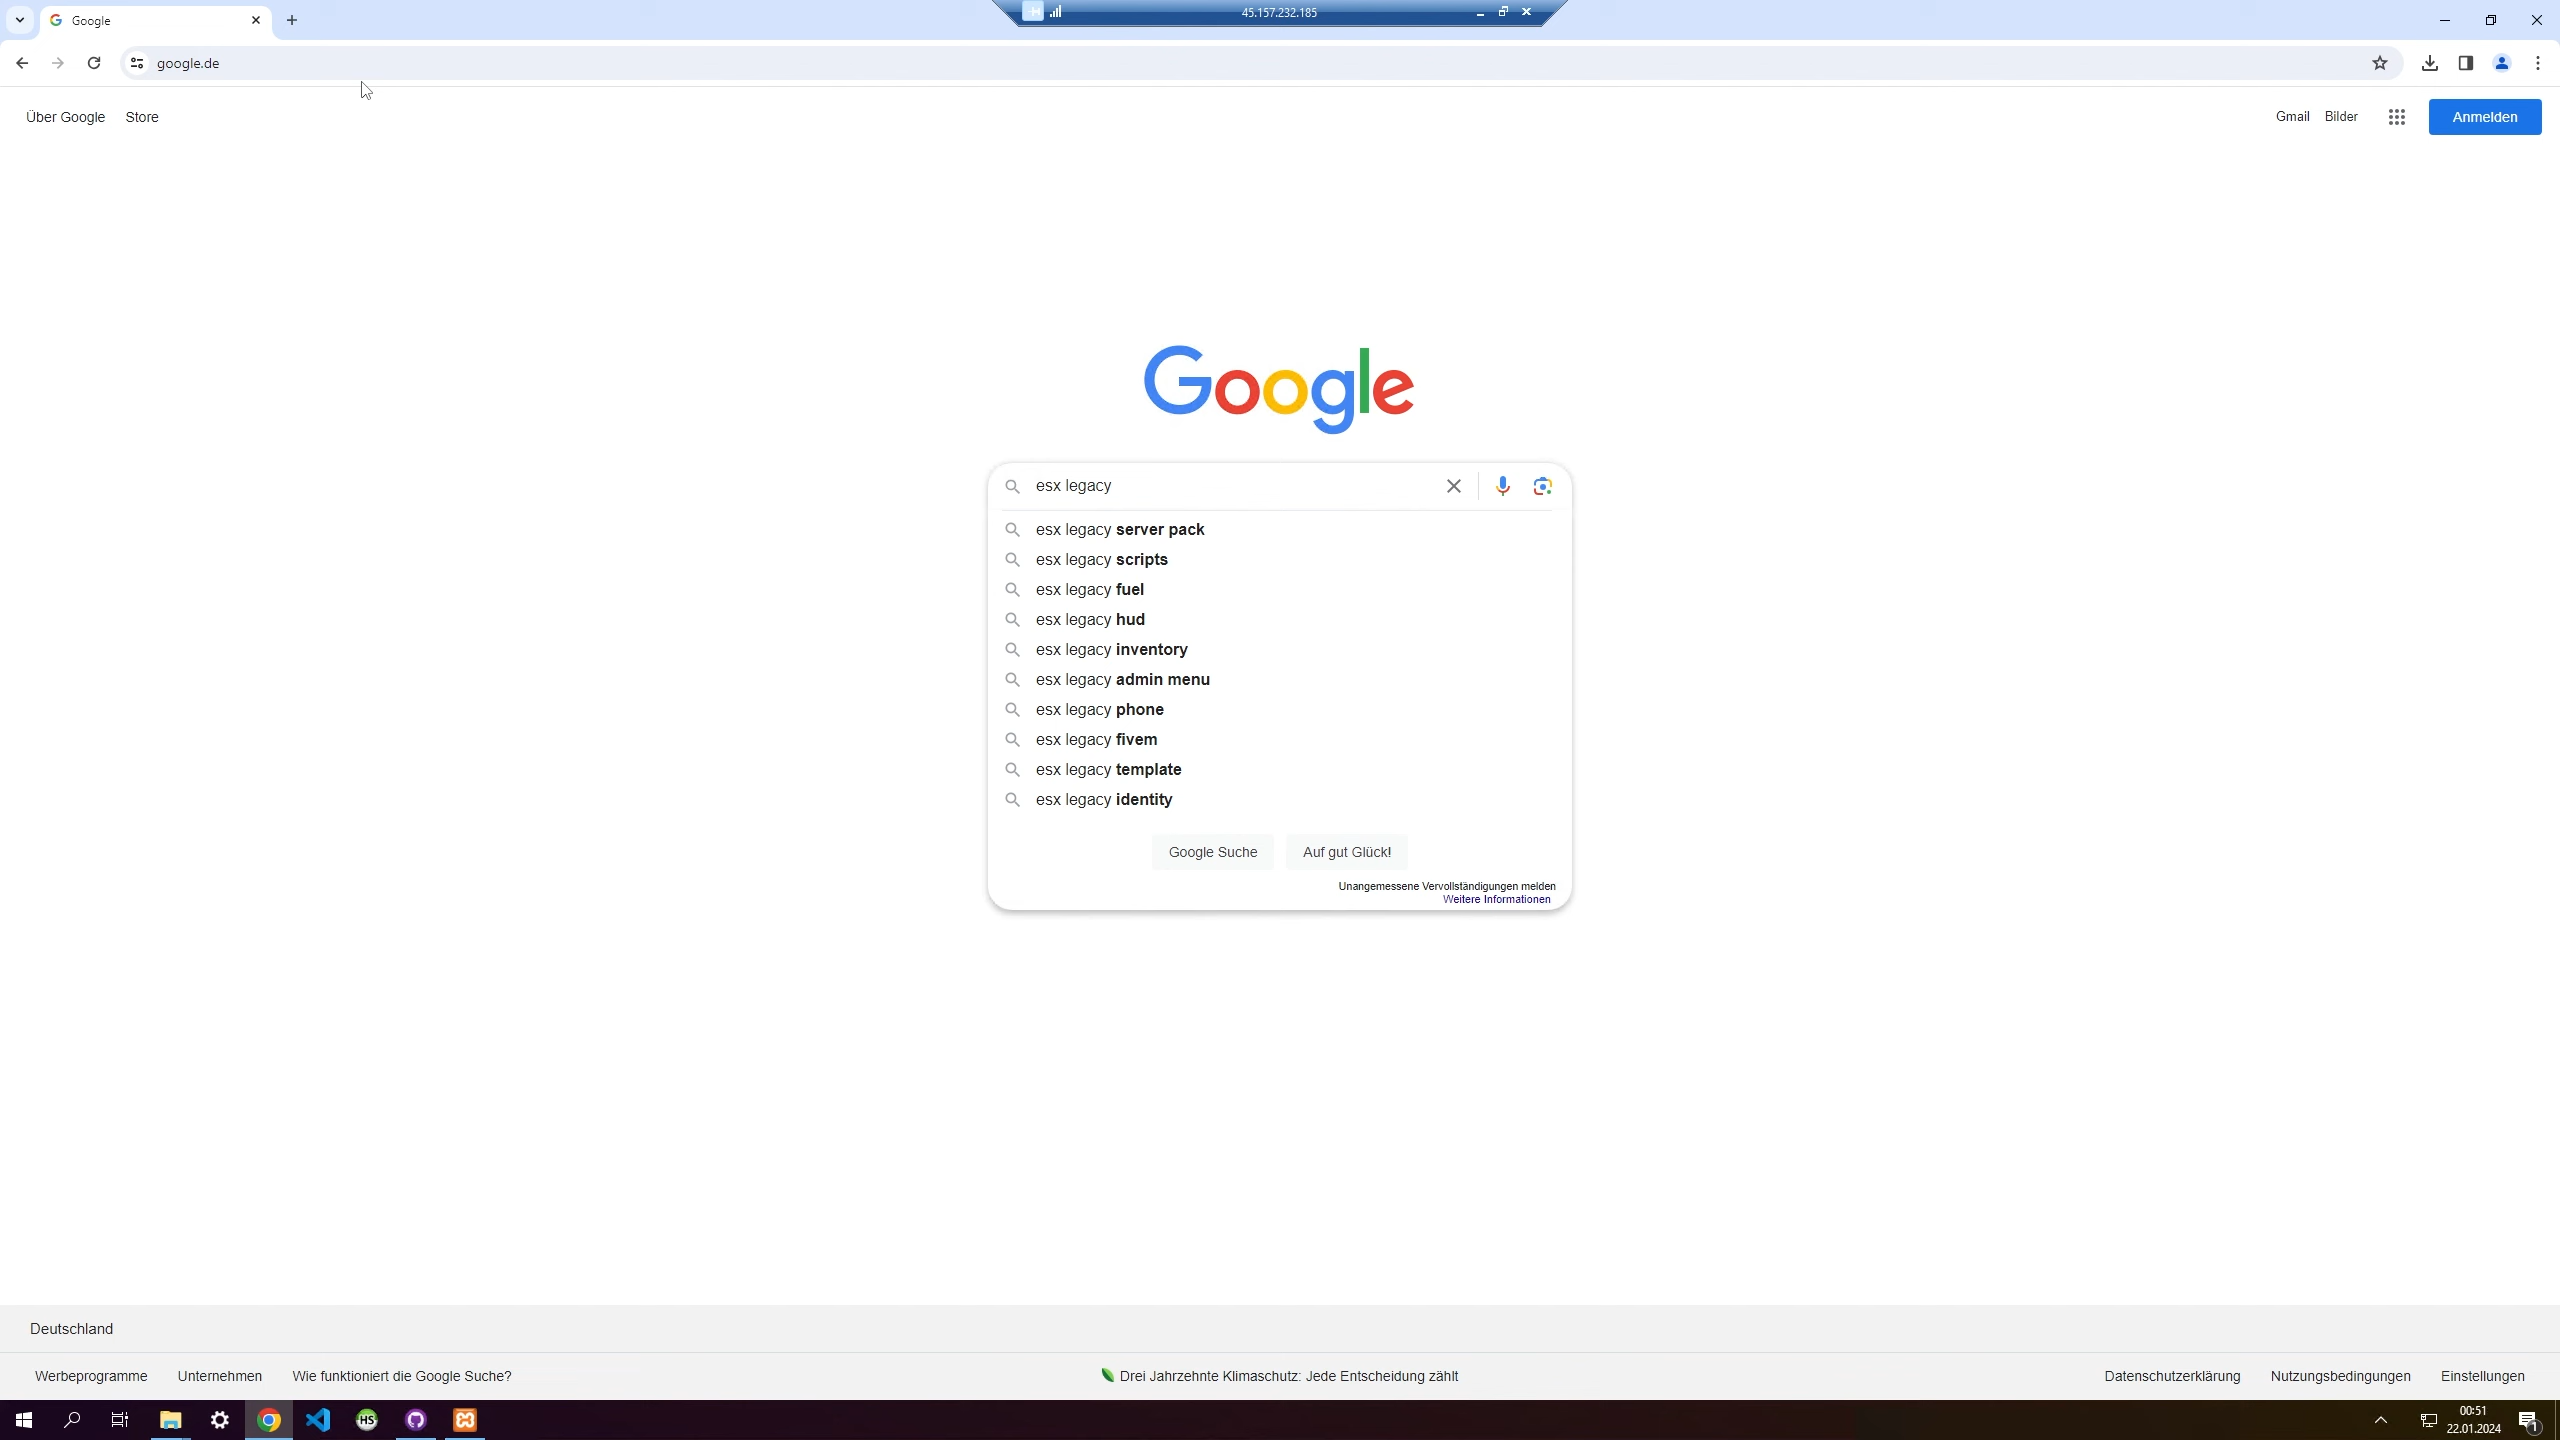 Google
45.157.232.185
google.de
Über Google Store
Gmail Bilder Anmelden
Google
esx legacy
esx legacy server pack
esx legacy scripts
esx legacy fuel
esx legacy hud
esx legacy inventory
esx legacy admin menu
esx legacy phone
esx legacy fivem
esx legacy template
esx legacy identity
Google Suche Auf gut Glück!
Unangemessene Vervollständigungen melden
Weitere Informationen
Deutschland
Werbeprogramme Unternehmen Wie funktioniert die Google Suche? Drei Jahrzehnte Klimaschutz: Jede Entscheidung zählt Datenschutzerklärung Nutzungsbedingungen Einstellungen
HS
00:51
22.01.2024
1